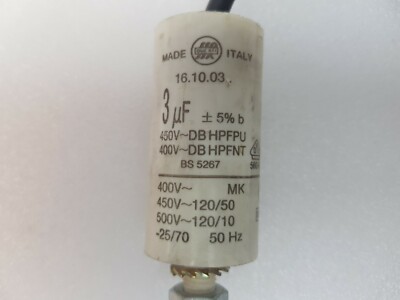 MADE ITALY
16.10.03
3 µF ± 5% b
450V~DB HPFPU
400V~DB HPFNT
BS 5267
400V~ MK
450V~120/50
500V~120/10
-25/70 50 Hz